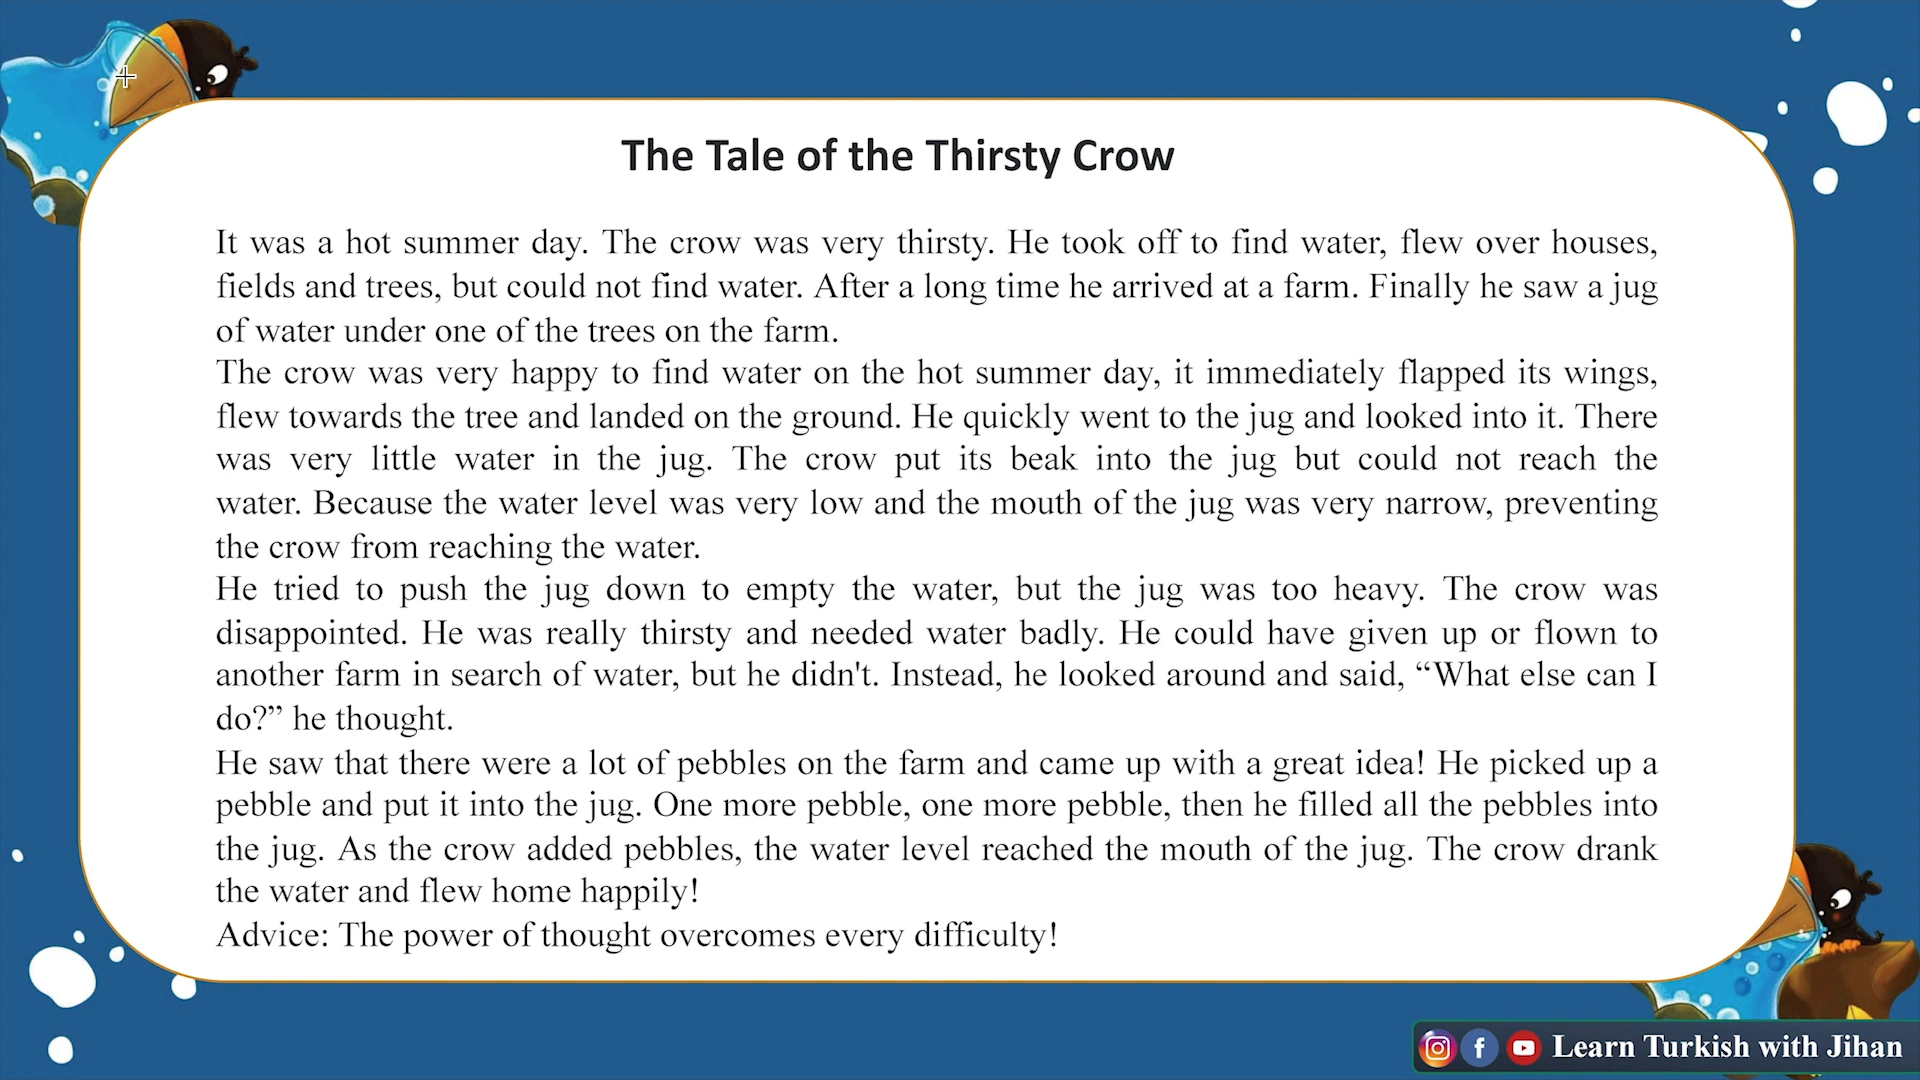 The Tale of the Thirsty Crow
It was a hot summer day. The crow was very thirsty. He took off to find water, flew over houses,
fields and trees, but could not find water. After a long time he arrived at a farm. Finally he saw a jug
of water under one of the trees on the farm.
The crow was very happy to find water on the hot summer day, it immediately flapped its wings,
flew towards the tree and landed on the ground. He quickly went to the jug and looked into it. There
was very little water in the jug. The crow put its beak into the jug but could not reach the
water. Because the water level was very low and the mouth of the jug was very narrow, preventing
the crow from reaching the water.
He tried to push the jug down to empty the water, but the jug was too heavy. The crow was
disappointed. He was really thirsty and needed water badly. He could have given up or flown to
another farm in search of water, but he didn't. Instead, he looked around and said, “What else can I
do?” he thought.
He saw that there were a lot of pebbles on the farm and came up with a great idea! He picked up a
pebble and put it into the jug. One more pebble, one more pebble, then he filled all the pebbles into
the jug. As the crow added pebbles, the water level reached the mouth of the jug. The crow drank
the water and flew home happily!
Advice: The power of thought overcomes every difficulty!
Learn Turkish with Jihan